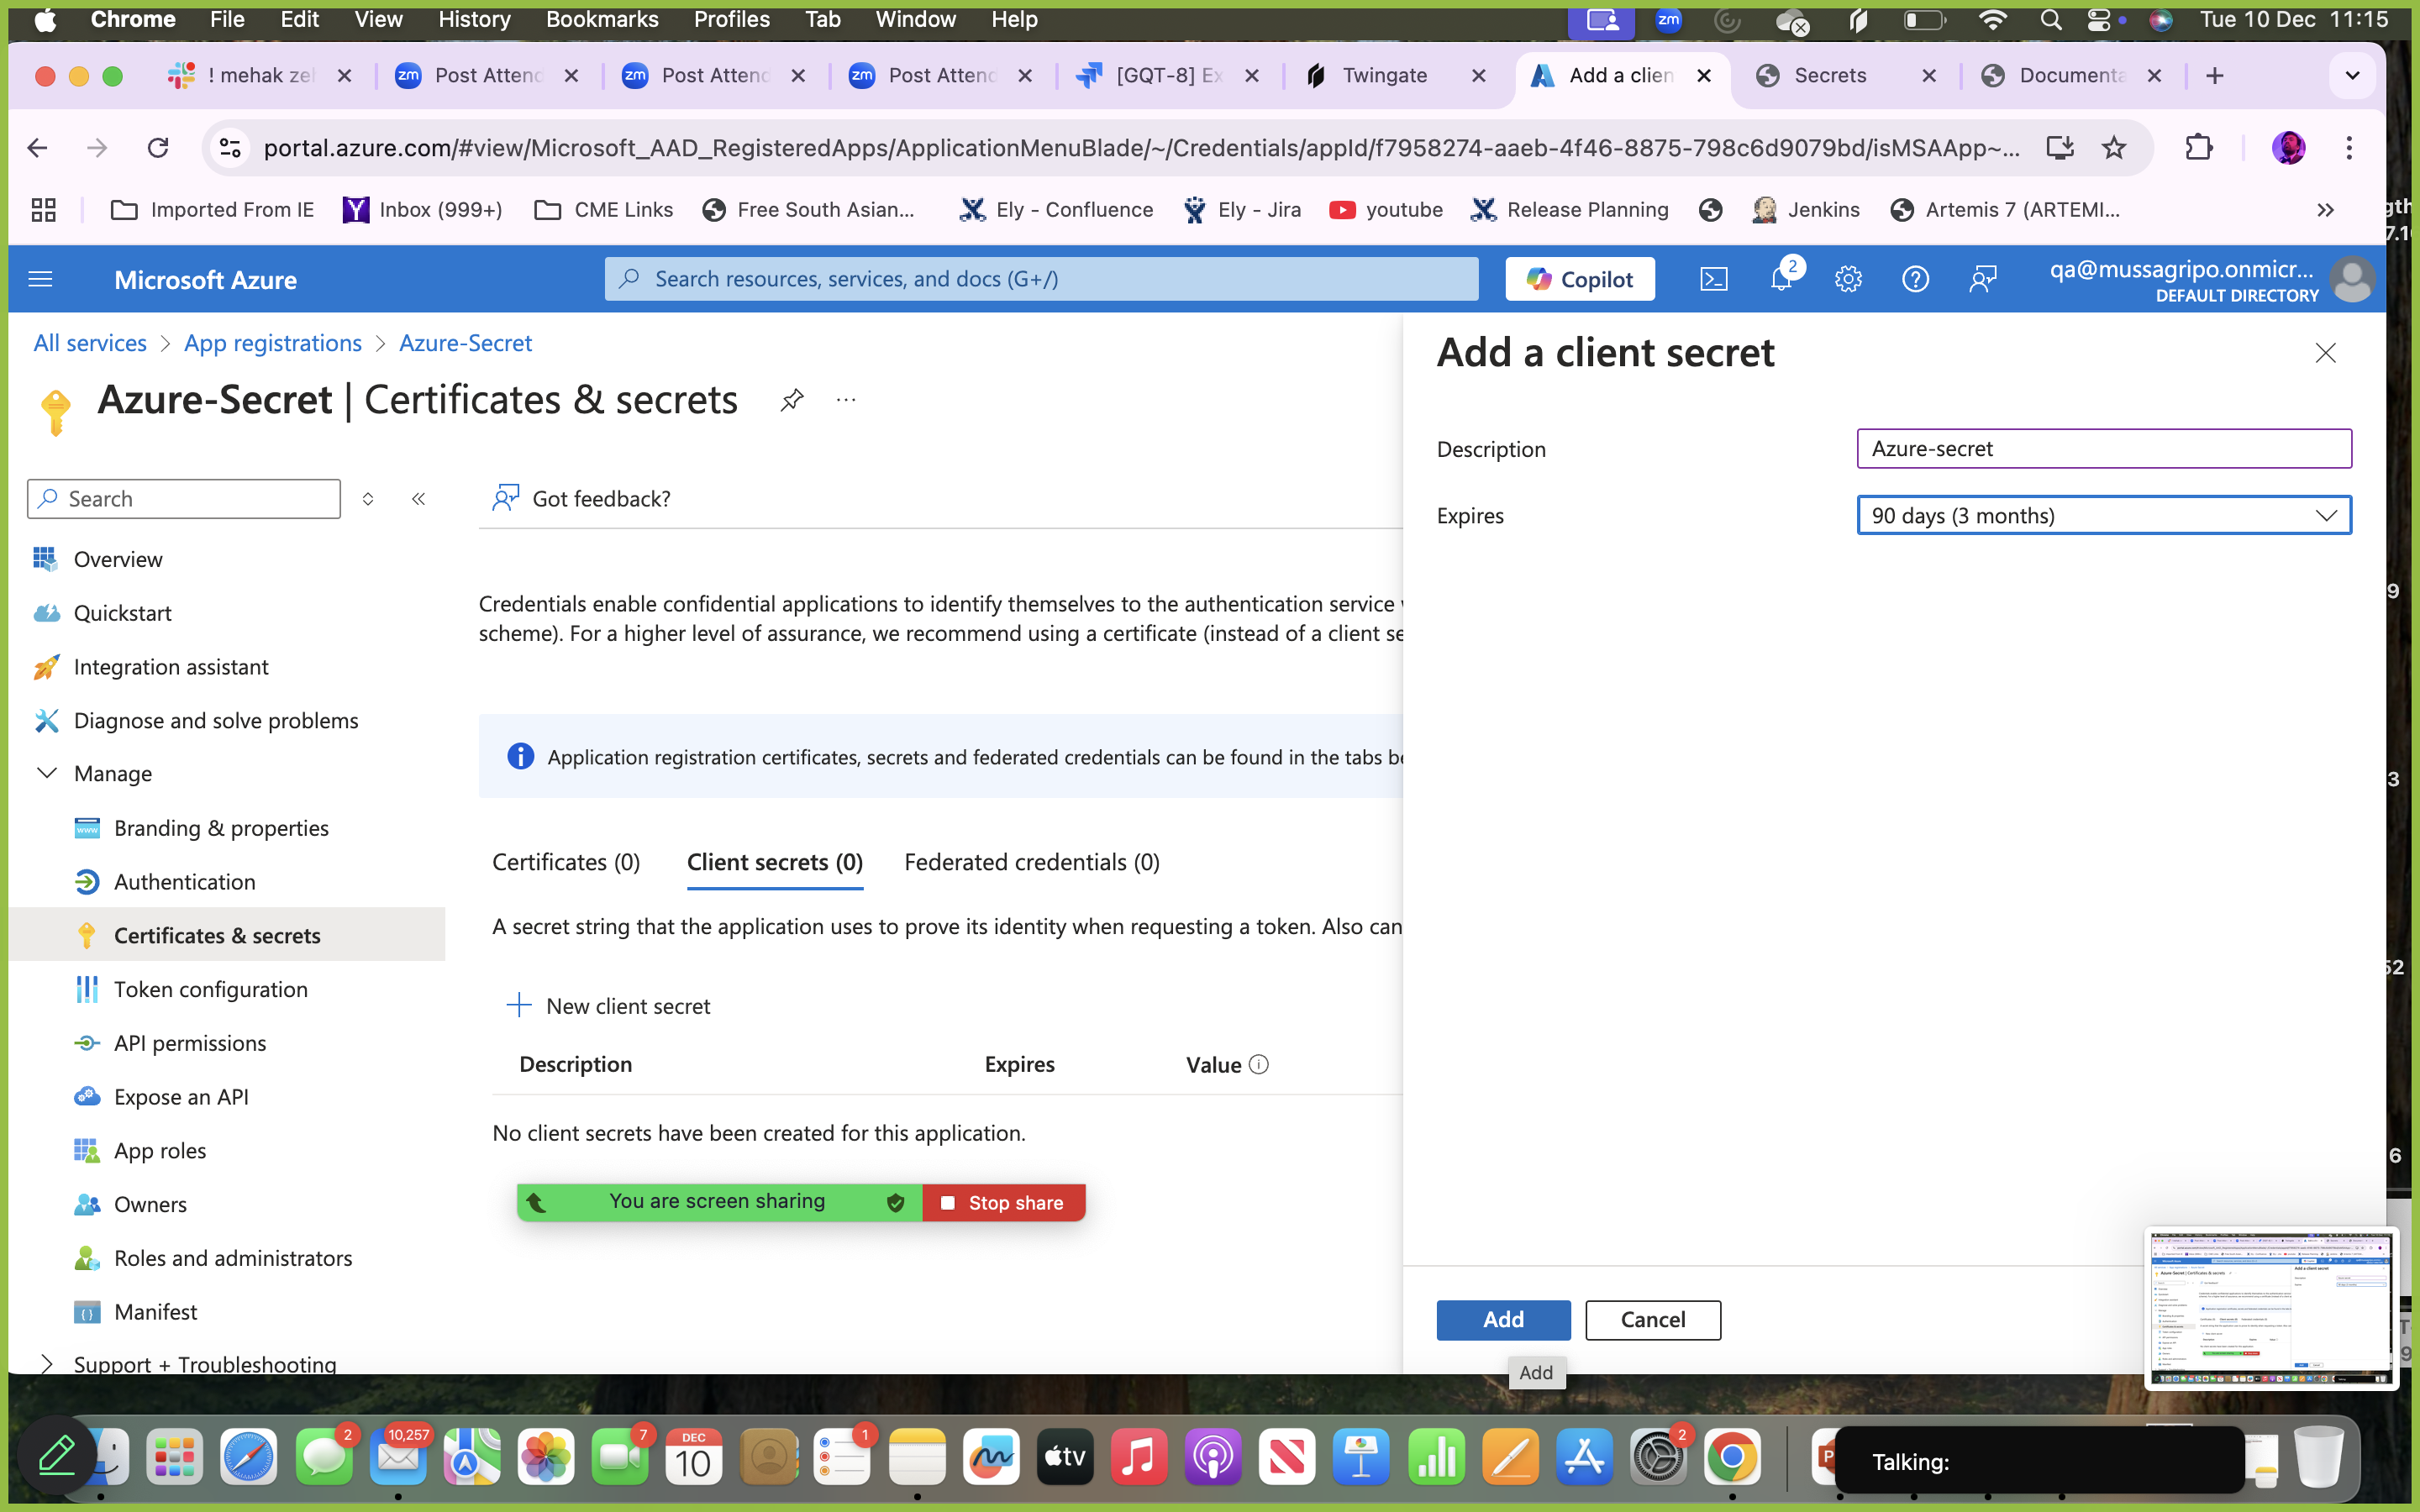 Chrome File Edit View History Bookmarks Profiles Tab Window Help zm Tue 10 Dec 11:15
! mehak ze zm Post Attend zm Post Attend zm Post Attend [GQT-8] Ex Twingate Add a clien Secrets Documenta
portal.azure.com/#view/Microsoft_AAD_RegisteredApps/ApplicationMenuBlade/~/Credentials/appId/f7958274-aaeb-4f46-8875-798c6d9079bd/isMSAApp~...
Imported From IE Inbox (999+) CME Links Free South Asian... Ely - Confluence Ely - Jira youtube Release Planning Jenkins Artemis 7 (ARTEMI...
Microsoft Azure Search resources, services, and docs (G+/) Copilot 2 qa@mussagripo.onmicr...
DEFAULT DIRECTORY
All services > App registrations > Azure-Secret
Azure-Secret | Certificates & secrets
Search
Overview
Quickstart
Integration assistant
Diagnose and solve problems
Manage
Branding & properties
Authentication
Certificates & secrets
Token configuration
API permissions
Expose an API
App roles
Owners
Roles and administrators
Manifest
Support + Troubleshooting
Got feedback?
Credentials enable confidential applications to identify themselves to the authentication service
scheme). For a higher level of assurance, we recommend using a certificate (instead of a client se
Application registration certificates, secrets and federated credentials can be found in the tabs be
Certificates (0) Client secrets (0) Federated credentials (0)
A secret string that the application uses to prove its identity when requesting a token. Also can
New client secret
Description Expires Value
No client secrets have been created for this application.
You are screen sharing Stop share
Add a client secret
Description Azure-secret
Expires 90 days (3 months)
Add Cancel
Add
2 10,257 7 DEC 10 1 tv 2
Talking: